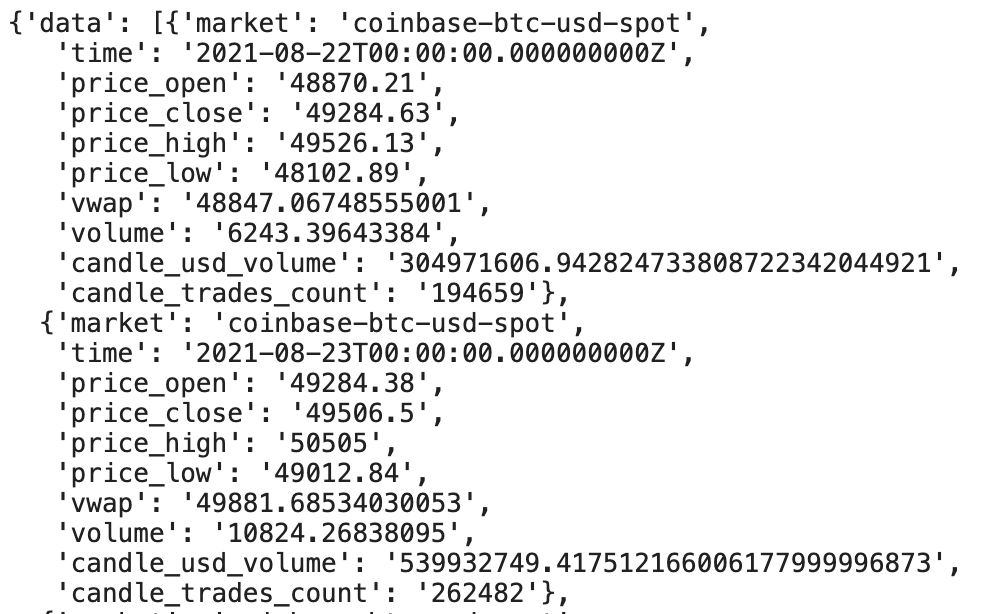 {'data': [{'market': 'coinbase-btc-usd-spot',
'time': '2021-08-22T00:00:00.000000000Z',
'price_open': '48870.21',
'price_close': '49284.63',
'price_high': '49526.13',
'price_low': '48102.89',
'vwap': '48847.06748555001',
'volume': '6243.39643384',
'candle_usd_volume': '304971606.942824733808722342044921',
'candle_trades_count': '194659'},
{'market': 'coinbase-btc-usd-spot',
'time': '2021-08-23T00:00:00.000000000Z',
'price_open': '49284.38',
'price_close': '49506.5',
'price_high': '50505',
'price_low': '49012.84',
'vwap': '49881.68534030053',
'volume': '10824.26838095',
'candle_usd_volume': '539932749.4175121660061779999968​73',
'candle_trades_count': '262482'},